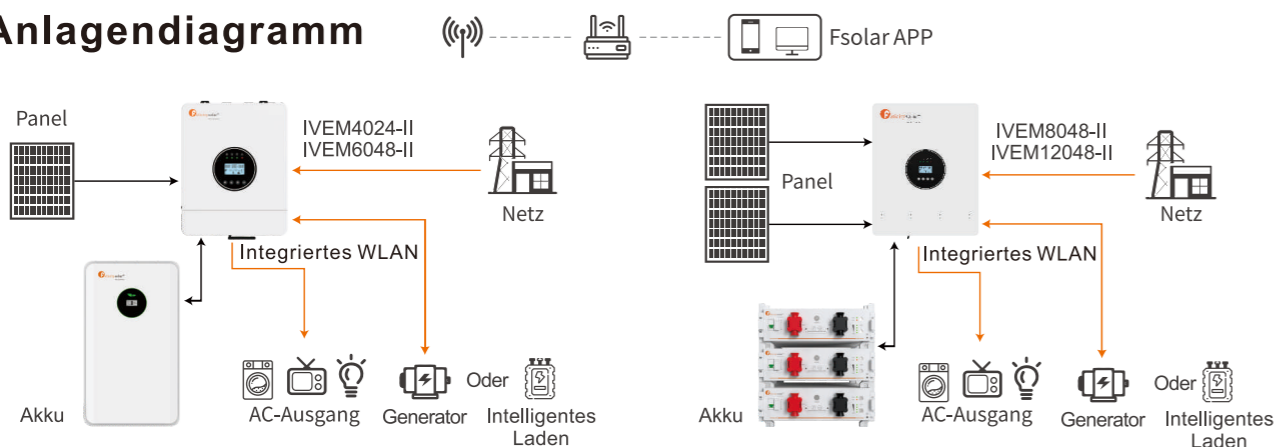 Anlagendiagramm
Fsolar APP
Panel
IVEM4024-II
IVEM6048-II
Netz
Integriertes WLAN
Akku
AC-Ausgang
Generator
Oder
Intelligentes
Laden
IVEM8048-II
IVEM12048-II
Panel
Netz
Integriertes WLAN
Akku
AC-Ausgang
Generator
Oder
Intelligentes
Laden